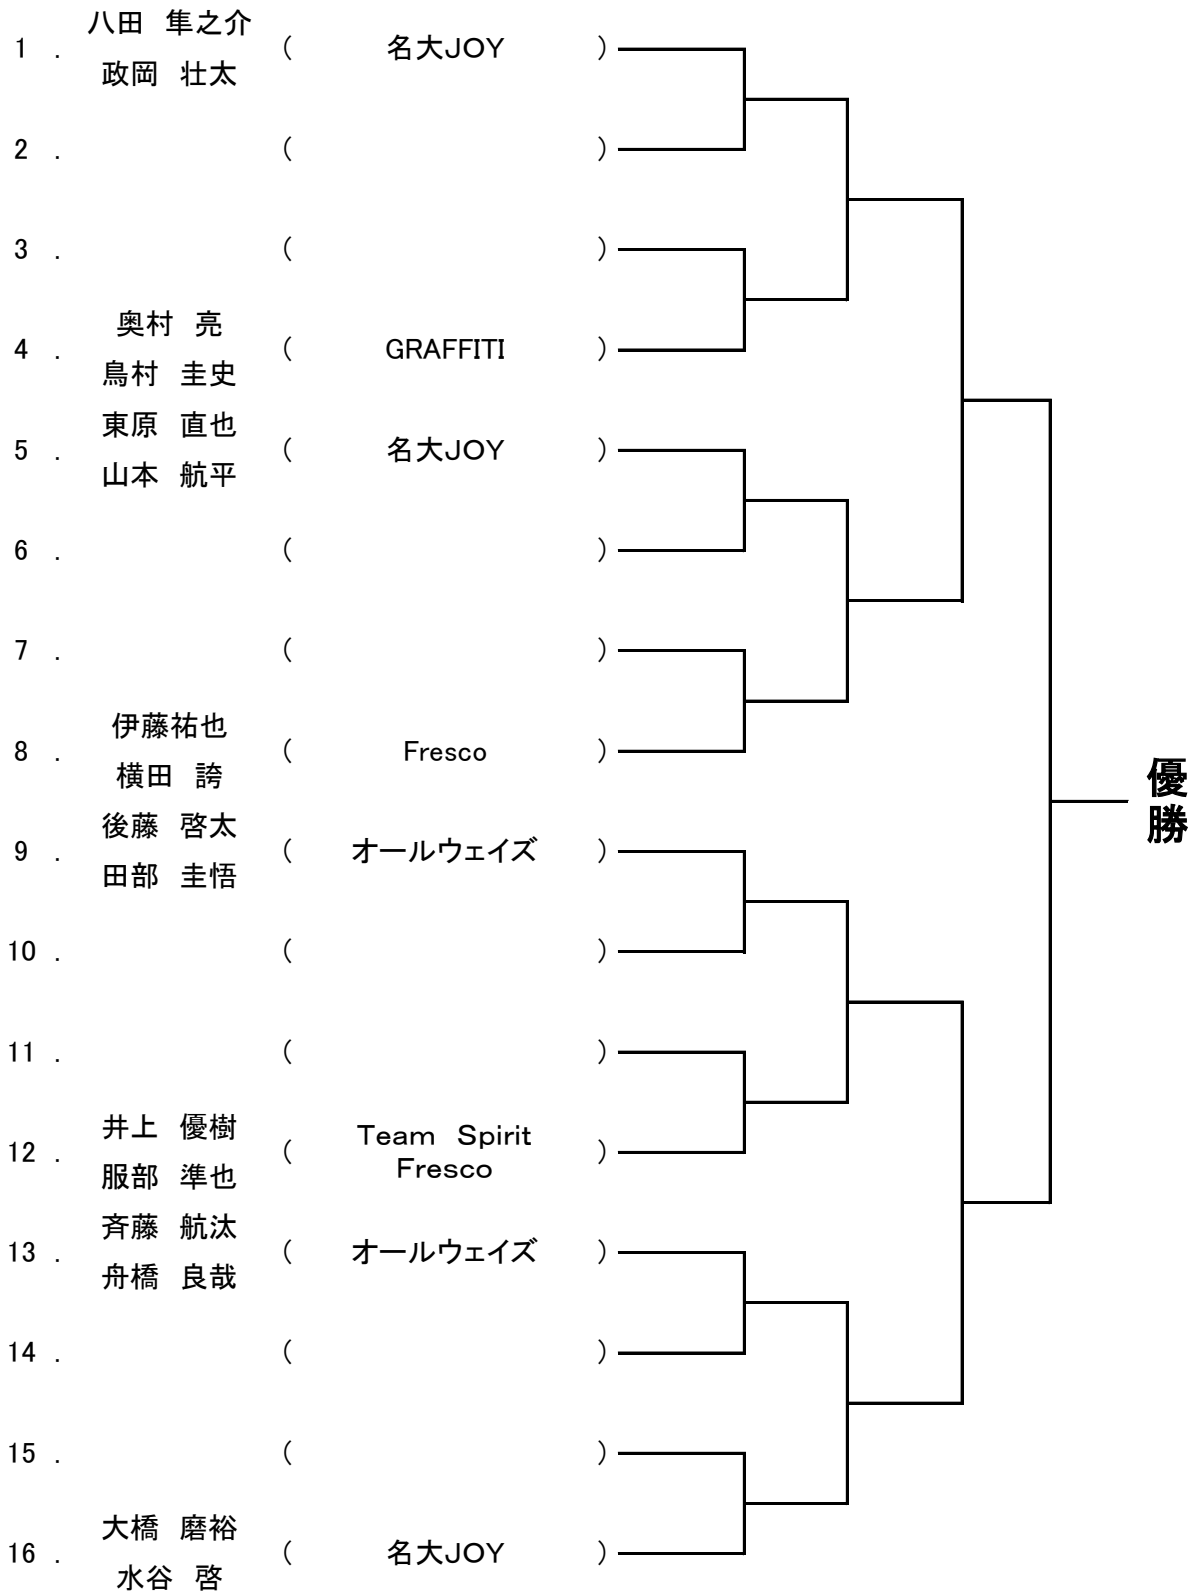 八田　隼之介
1 . ( 名大JOY )
政岡　壮太
2 . ( )
3 . ( )
奥村　亮
4 . ( GRAFFITI )
鳥村　圭史
東原　直也
5 . ( 名大JOY )
山本　航平
6 . ( )
7 . ( )
伊藤祐也
8 . ( Fresco )
横田　誇
後藤　啓太
9 . ( オールウェイズ )
田部　圭悟
10 . ( )
11 . ( )
井上　優樹
12 . ( Team　Spirit
Fresco )
服部　準也
斉藤　航汰
13 . ( オールウェイズ )
舟橋　良哉
14 . ( )
15 . ( )
大橋　磨裕
16 . ( 名大JOY )
水谷　啓
優
勝